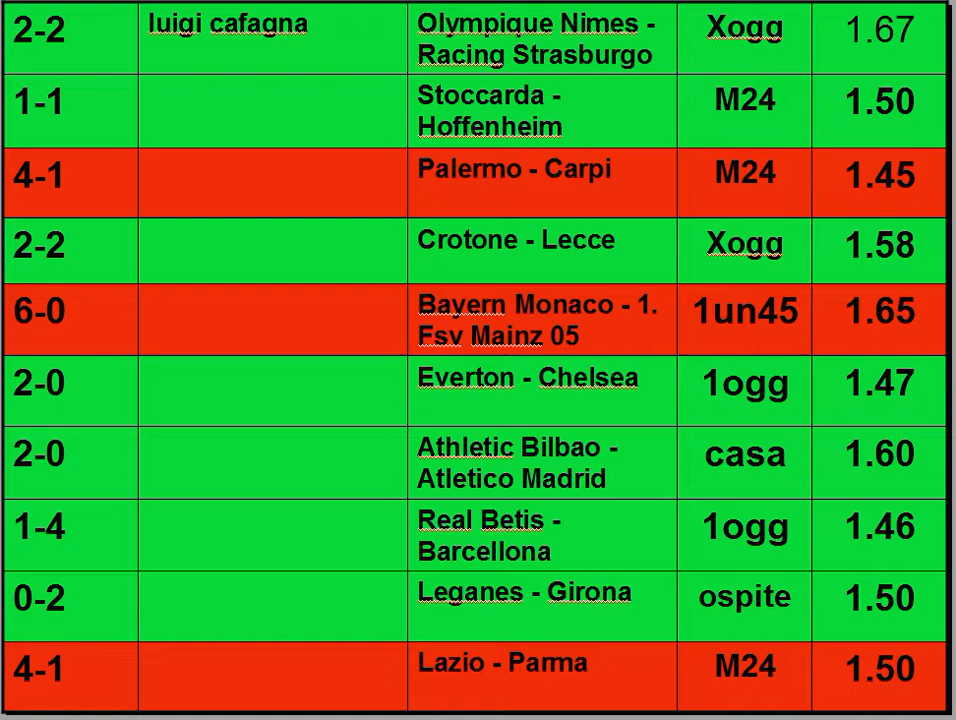 2-2 luigi cafagna Olympique Nimes - Xogg 1.67
Racing Strasburgo
1-1 Stoccarda - M24 1.50
Hoffenheim
4-1 Palermo - Carpi M24 1.45
2-2 Crotone - Lecce Xogg 1.58
6-0 Bayern Monaco - 1. 1un45 1.65
Fsv Mainz 05
2-0 Everton - Chelsea 1ogg 1.47
2-0 Athletic Bilbao - casa 1.60
Atletico Madrid
1-4 Real Betis - 1ogg 1.46
Barcellona
0-2 Leganes - Girona ospite 1.50
4-1 Lazio - Parma M24 1.50